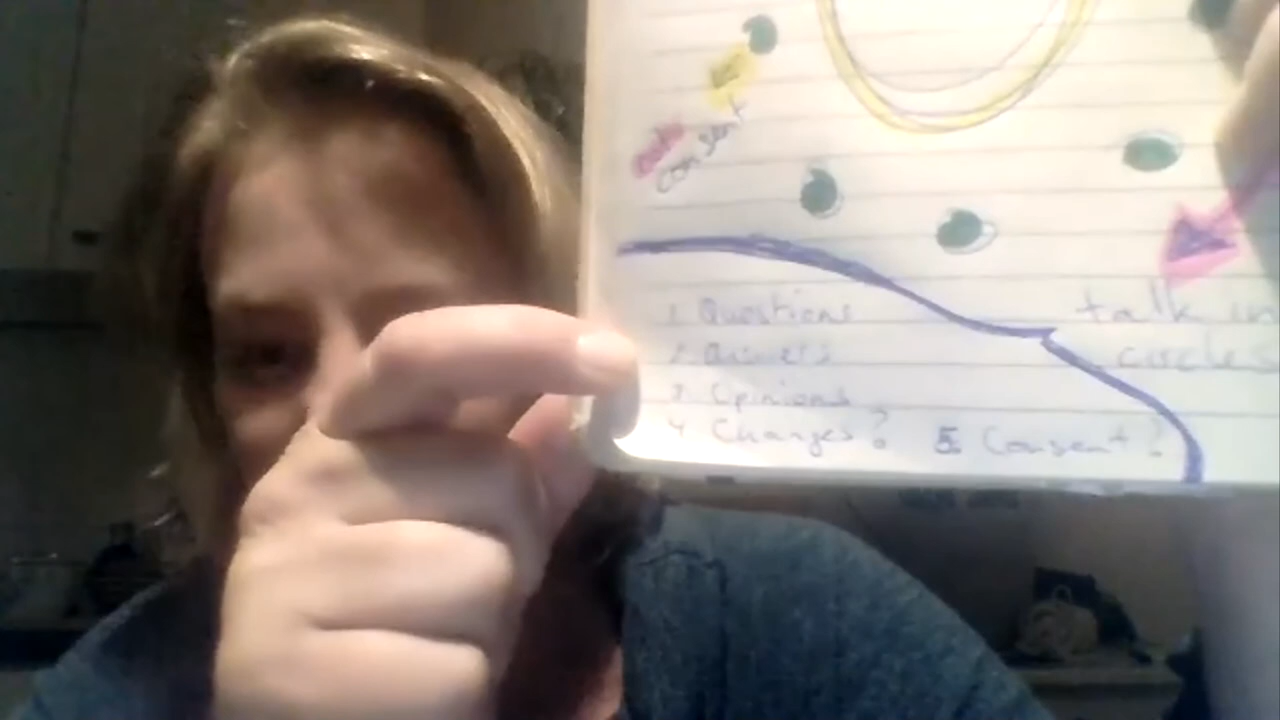 consent
1 Questions
2 Answers
3 Opinions
4 Changes? 5. Consent?
talk in
circles